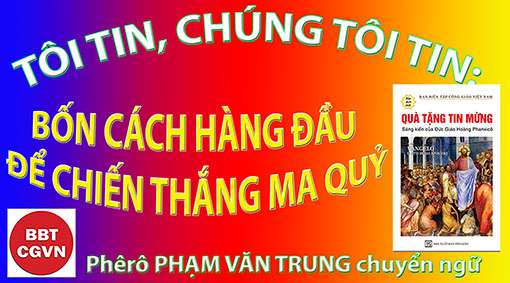 TÔI TIN, CHÚNG TÔI TIN:
BỐN CÁCH HÀNG ĐẦU
ĐỂ CHIẾN THẮNG MA QUỶ
BAN BIÊN TẬP CÔNG GIÁO VIỆT NAM
QUÀ TẶNG TIN MỪNG
Sáng kiến của Đức Giáo Hoàng Phanxicô
BBT
CGVN
Phêrô PHẠM VĂN TRUNG chuyển ngữ